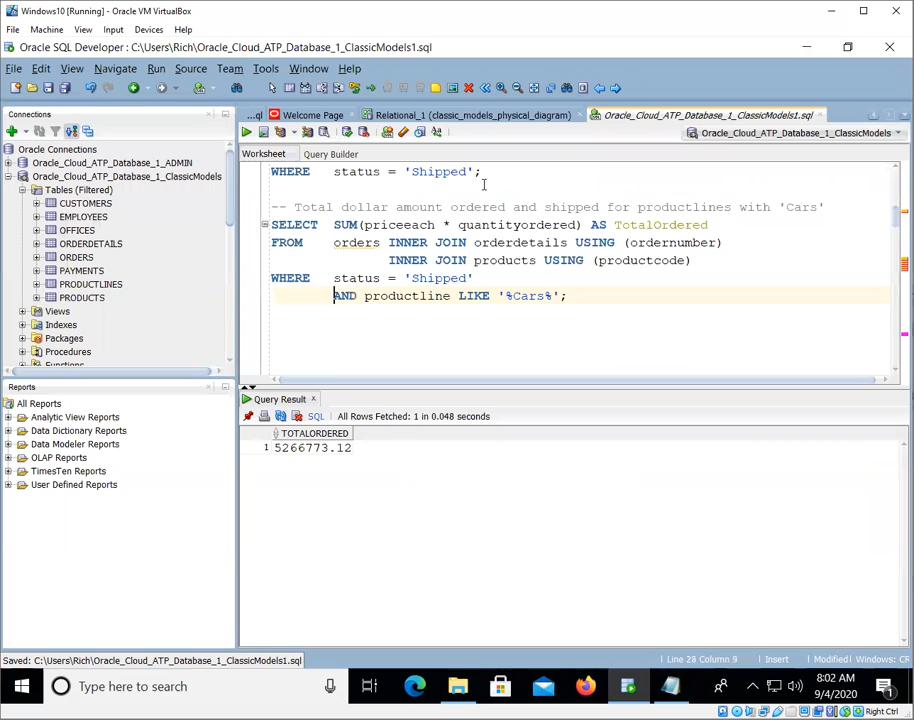 Windows10 [Running] - Oracle VM VirtualBox
File Machine View Input Devices Help
Oracle SQL Developer : C:\Users\Rich\Oracle_Cloud_ATP_Database_1_ClassicModels1.sql
File Edit View Navigate Run Source Team Tools Window Help
Connections
...ql Welcome Page Relational_1 (classic_models_physical_diagram) Oracle_Cloud_ATP_Database_1_ClassicModels1.sql
Oracle_Cloud_ATP_Database_1_ClassicModels
Worksheet Query Builder
Oracle Connections
Oracle_Cloud_ATP_Database_1_ADMIN
Oracle_Cloud_ATP_Database_1_ClassicModels
Tables (Filtered)
CUSTOMERS
EMPLOYEES
OFFICES
ORDERDETAILS
ORDERS
PAYMENTS
PRODUCTLINES
PRODUCTS
Views
Indexes
Packages
Procedures
Functions
WHERE status = 'Shipped';
-- Total dollar amount ordered and shipped for productlines with 'Cars'
SELECT SUM(priceeach * quantityordered) AS TotalOrdered
FROM orders INNER JOIN orderdetails USING (ordernumber)
INNER JOIN products USING (productcode)
WHERE status = 'Shipped'
AND productline LIKE '%Cars%';
Reports
All Reports
Analytic View Reports
Data Dictionary Reports
Data Modeler Reports
OLAP Reports
TimesTen Reports
User Defined Reports
Query Result
SQL All Rows Fetched: 1 in 0.048 seconds
TOTALORDERED
1 5266773.12
Saved: C:\Users\Rich\Oracle_Cloud_ATP_Database_1_ClassicModels1.sql
Line 28 Column 9 Insert Modified Windows: CR
Type here to search
8:02 AM
9/4/2020
1
Right Ctrl